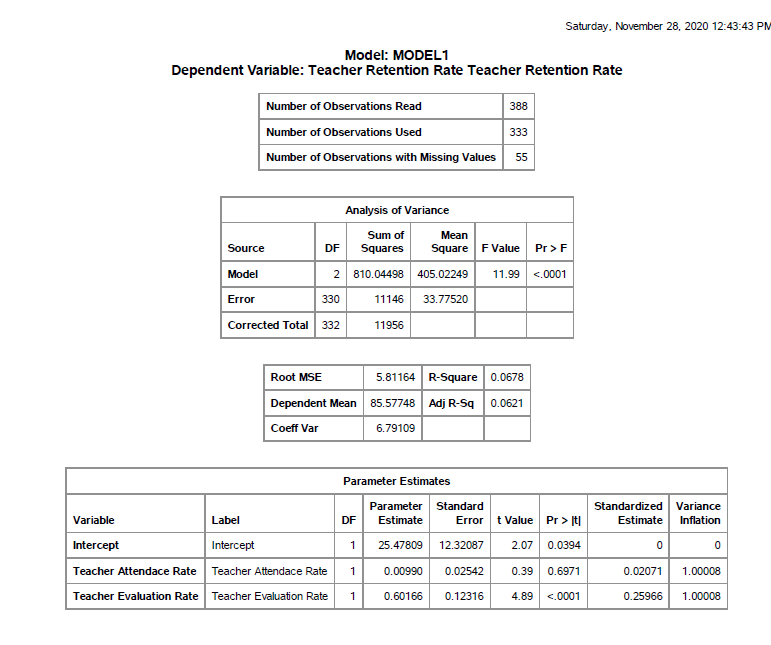 Saturday, November 28, 2020 12:43:43 PM
Model: MODEL1
Dependent Variable: Teacher Retention Rate Teacher Retention Rate
Number of Observations Read 388
Number of Observations Used 333
Number of Observations with Missing Values 55
Analysis of Variance
Source DF Sum of Squares Mean Square F Value Pr > F
Model 2 810.04498 405.02249 11.99 <.0001
Error 330 11146 33.77520
Corrected Total 332 11956
Root MSE 5.81164 R-Square 0.0678
Dependent Mean 85.57748 Adj R-Sq 0.0621
Coeff Var 6.79109
Parameter Estimates
Variable Label DF Parameter Estimate Standard Error t Value Pr > |t| Standardized Estimate Variance Inflation
Intercept Intercept 1 25.47809 12.32087 2.07 0.0394 0 0
Teacher Attendace Rate Teacher Attendace Rate 1 0.00990 0.02542 0.39 0.6971 0.02071 1.00008
Teacher Evaluation Rate Teacher Evaluation Rate 1 0.60166 0.12316 4.89 <.0001 0.25966 1.00008